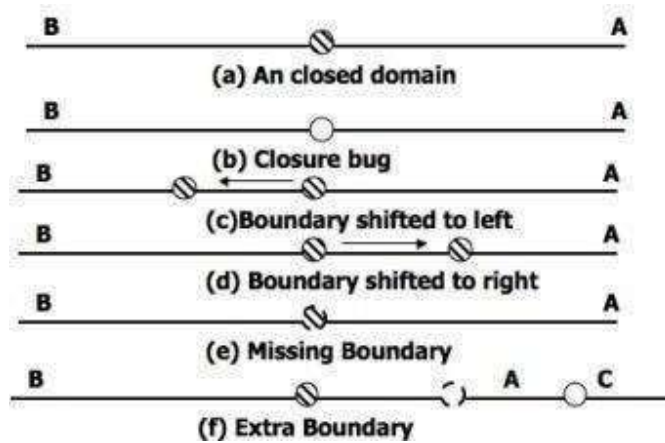 B A
(a) An closed domain
B A
(b) Closure bug
B A
(c)Boundary shifted to left
B A
(d) Boundary shifted to right
B A
(e) Missing Boundary
B A C
(f) Extra Boundary